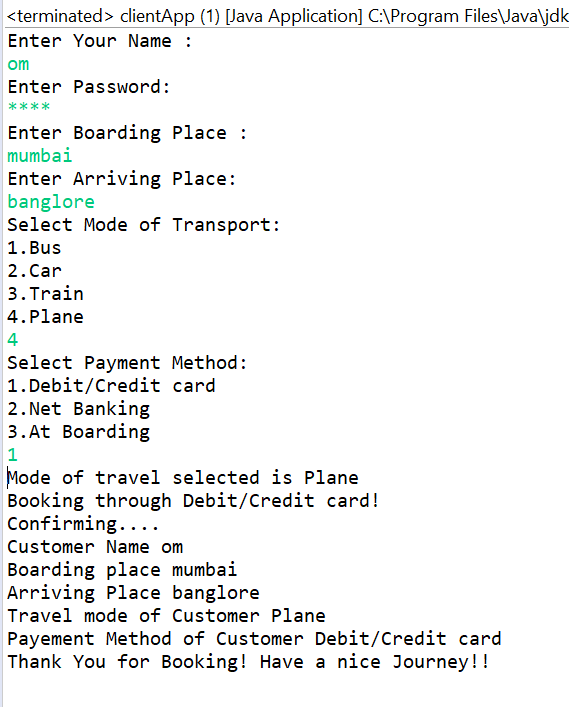 <terminated> clientApp (1) [Java Application] C:\Program Files\Java\jdk
Enter Your Name :
om
Enter Password:
****
Enter Boarding Place :
mumbai
Enter Arriving Place:
banglore
Select Mode of Transport:
1.Bus
2.Car
3.Train
4.Plane
4
Select Payment Method:
1.Debit/Credit card
2.Net Banking
3.At Boarding
1
Mode of travel selected is Plane
Booking through Debit/Credit card!
Confirming....
Customer Name om
Boarding place mumbai
Arriving Place banglore
Travel mode of Customer Plane
Payement Method of Customer Debit/Credit card
Thank You for Booking! Have a nice Journey!!